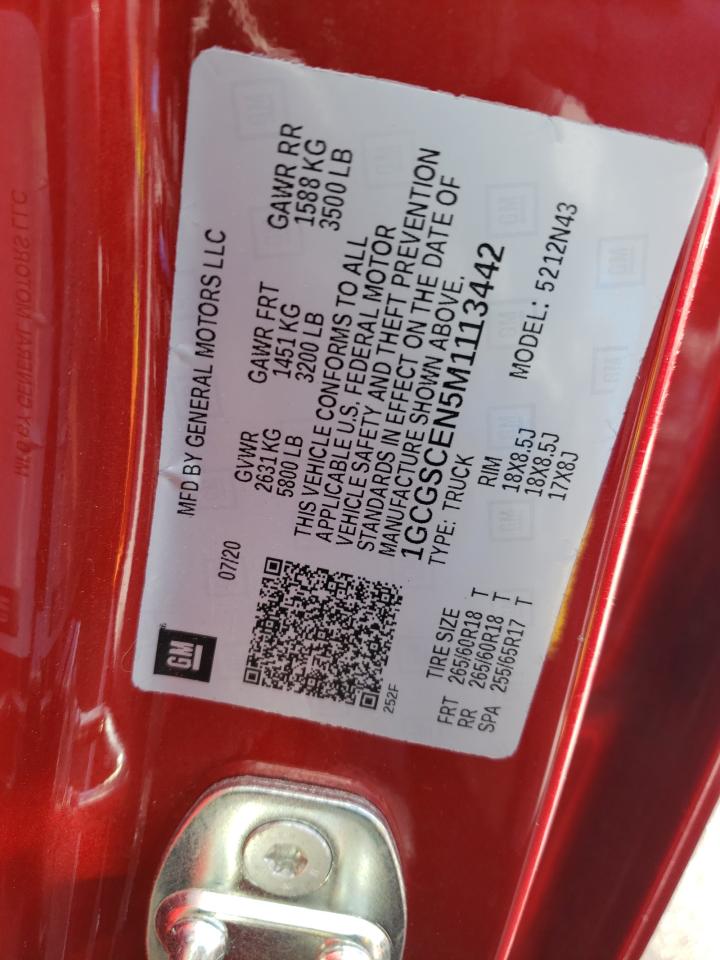 GM
MFD BY GENERAL MOTORS LLC
07/20
GVWR GAWR FRT GAWR RR
2631 KG 1451 KG 1588 KG
5800 LB 3200 LB 3500 LB
THIS VEHICLE CONFORMS TO ALL
APPLICABLE U.S. FEDERAL MOTOR
VEHICLE SAFETY AND THEFT PREVENTION
STANDARDS IN EFFECT ON THE DATE OF
MANUFACTURE SHOWN ABOVE.
1GCGSCEN5M1113442
TYPE: TRUCK MODEL: 5212N43
252F
TIRE SIZE RIM
FRT 265/60R18 T 18X8.5J
RR 265/60R18 T 18X8.5J
SPA 255/65R17 T 17X8J